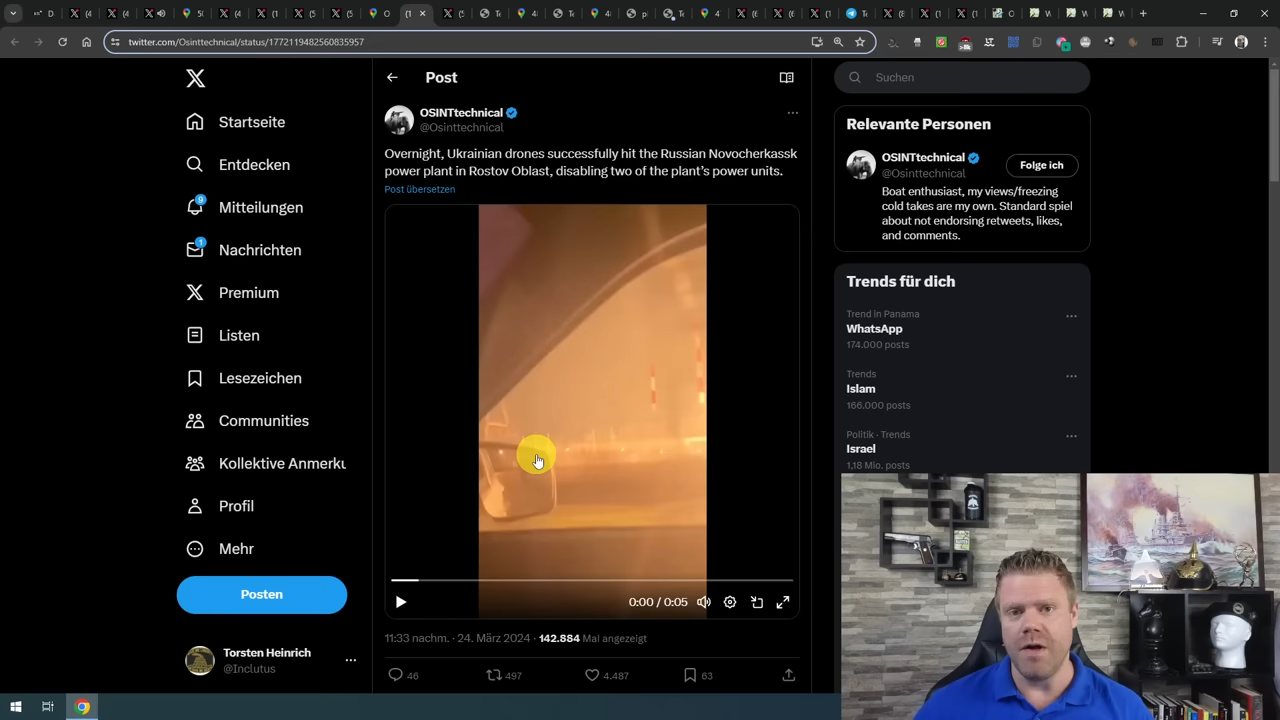 twitter.com/Osinttechnical/status/1772119482560835957
Startseite
Entdecken
9
Mitteilungen
1
Nachrichten
Premium
Listen
Lesezeichen
Communities
Kollektive Anmerku
Profil
Mehr
Posten
Torsten Heinrich
@Inclutus
Post
OSINTtechnical
@Osinttechnical
Overnight, Ukrainian drones successfully hit the Russian Novocherkassk
power plant in Rostov Oblast, disabling two of the plant’s power units.
Post übersetzen
0:00 / 0:05
11:33 nachm. · 24. März 2024 · 142.884 Mal angezeigt
46 497 4.487 63
Suchen
Relevante Personen
OSINTtechnical
@Osinttechnical
Folge ich
Boat enthusiast, my views/freezing
cold takes are my own. Standard spiel
about not endorsing retweets, likes,
and comments.
Trends für dich
Trend in Panama
WhatsApp
174.000 posts
Trends
Islam
166.000 posts
Politik · Trends
Israel
1,18 Mio. posts